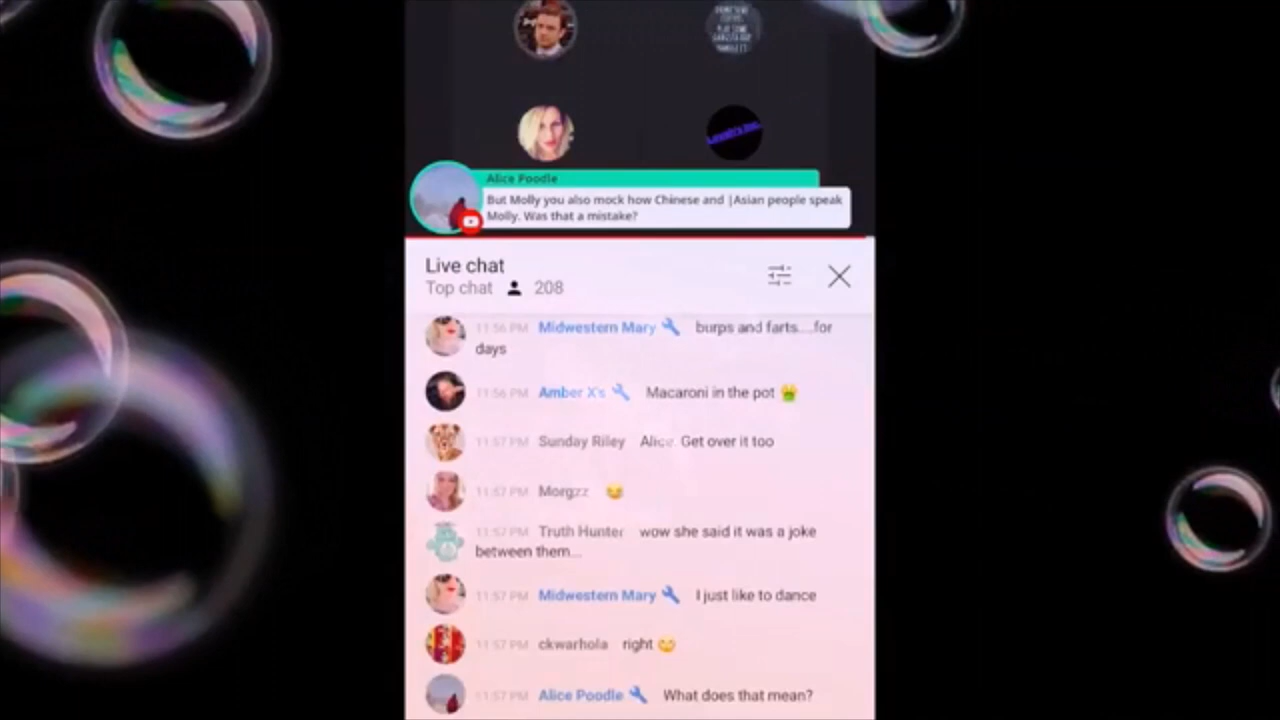 Alice Poodle
But Molly you also mock how Chinese and |Asian people speak
Molly. Was that a mistake?
Live chat
Top chat 208
11:56 PM Midwestern Mary burps and farts....for
days
11:56 PM Amber X's Macaroni in the pot
11:57 PM Sunday Riley Alice. Get over it too
11:57 PM Morgzz
11:57 PM Truth Hunter wow she said it was a joke
between them...
11:57 PM Midwestern Mary I just like to dance
11:57 PM ckwarhola right
11:57 PM Alice Poodle What does that mean?